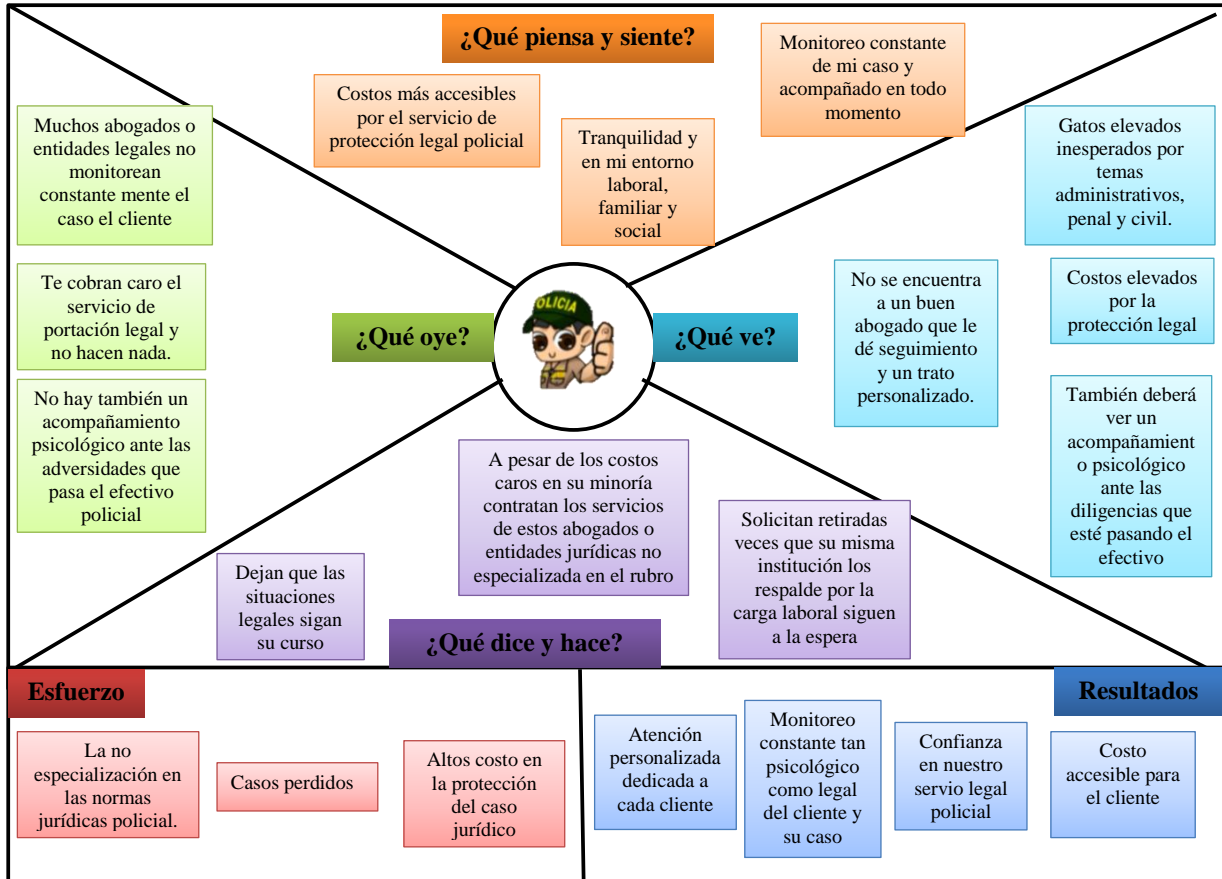 ¿Qué piensa y siente?
Costos más accesibles
por el servicio de
protección legal policial
Tranquilidad y
en mi entorno
laboral,
familiar y
social
Monitoreo constante
de mi caso y
acompañado en todo
momento
Muchos abogados o
entidades legales no
monitorean
constante mente el
caso el cliente
Te cobran caro el
servicio de
portación legal y
no hacen nada.
No hay también un
acompañamiento
psicológico ante las
adversidades que
pasa el efectivo
policial
¿Qué oye?
OLICIA
¿Qué ve?
Gatos elevados
inesperados por
temas
administrativos,
penal y civil.
No se encuentra
a un buen
abogado que le
dé seguimiento
y un trato
personalizado.
Costos elevados
por la
protección legal
También deberá
ver un
acompañamient
o psicológico
ante las
diligencias que
esté pasando el
efectivo
Dejan que las
situaciones
legales sigan
su curso
A pesar de los costos
caros en su minoría
contratan los servicios
de estos abogados o
entidades jurídicas no
especializada en el rubro
Solicitan retiradas
veces que su misma
institución los
respalde por la
carga laboral siguen
a la espera
¿Qué dice y hace?
Esfuerzo
La no
especialización en
las normas
jurídicas policial.
Casos perdidos
Altos costo en
la protección
del caso
jurídico
Resultados
Atención
personalizada
dedicada a
cada cliente
Monitoreo
constante tan
psicológico
como legal
del cliente y
su caso
Confianza
en nuestro
servio legal
policial
Costo
accesible para
el cliente